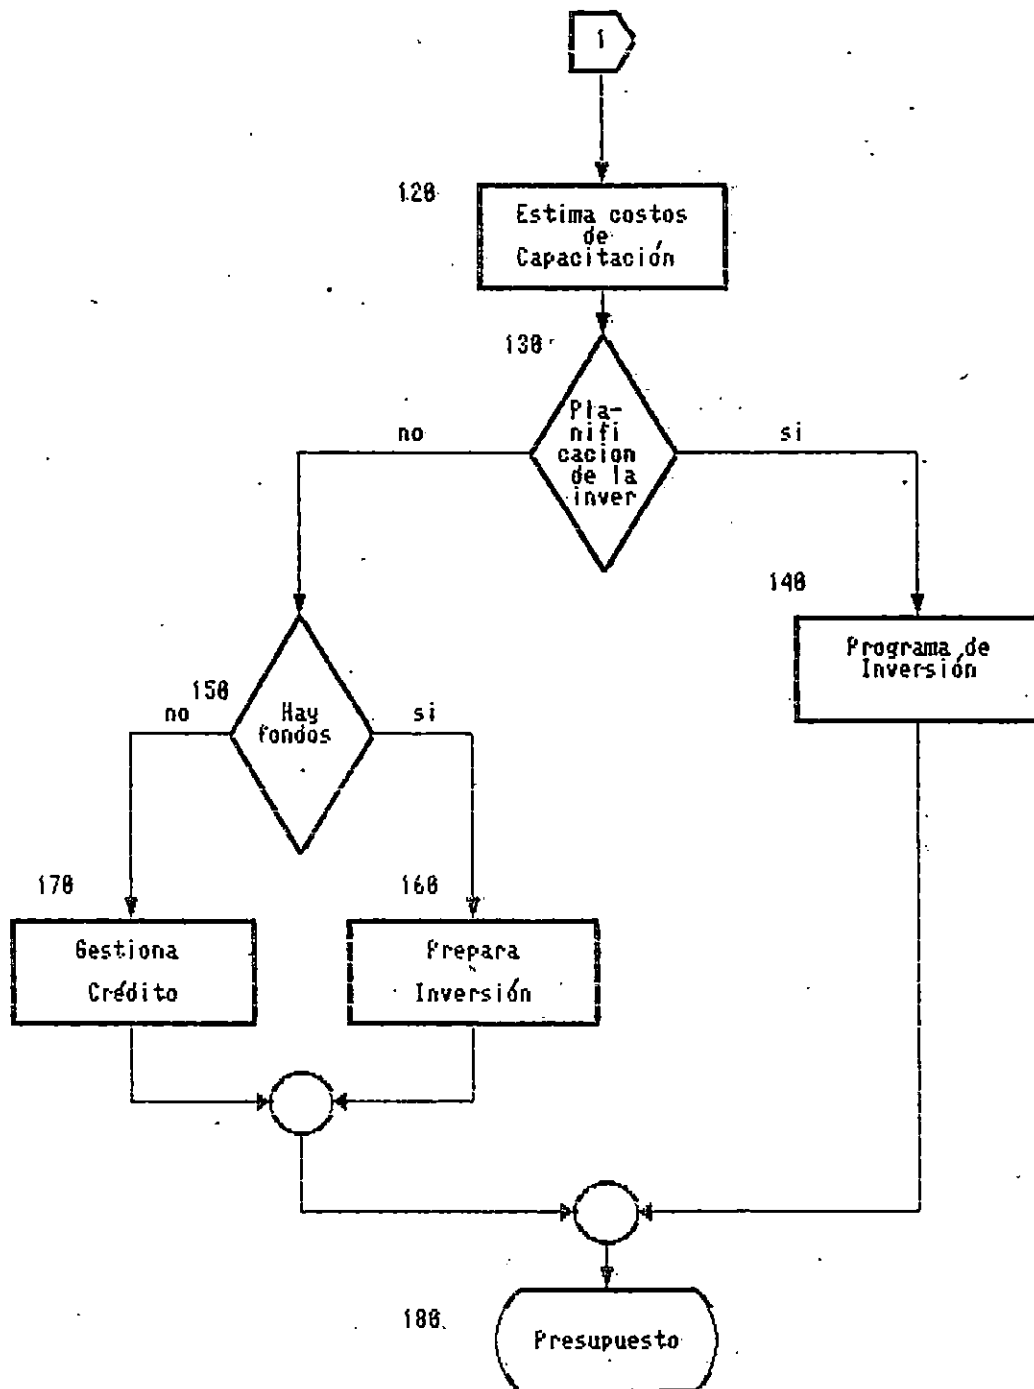 1
120
Estima costos
de
Capacitación
130
Pla-
nifi
cacion
de la
inver
no
si
140
Programa de
Inversión
150
no
Hay
fondos
si
170
160
Gestiona
Crédito
Prepara
Inversión
180
Presupuesto